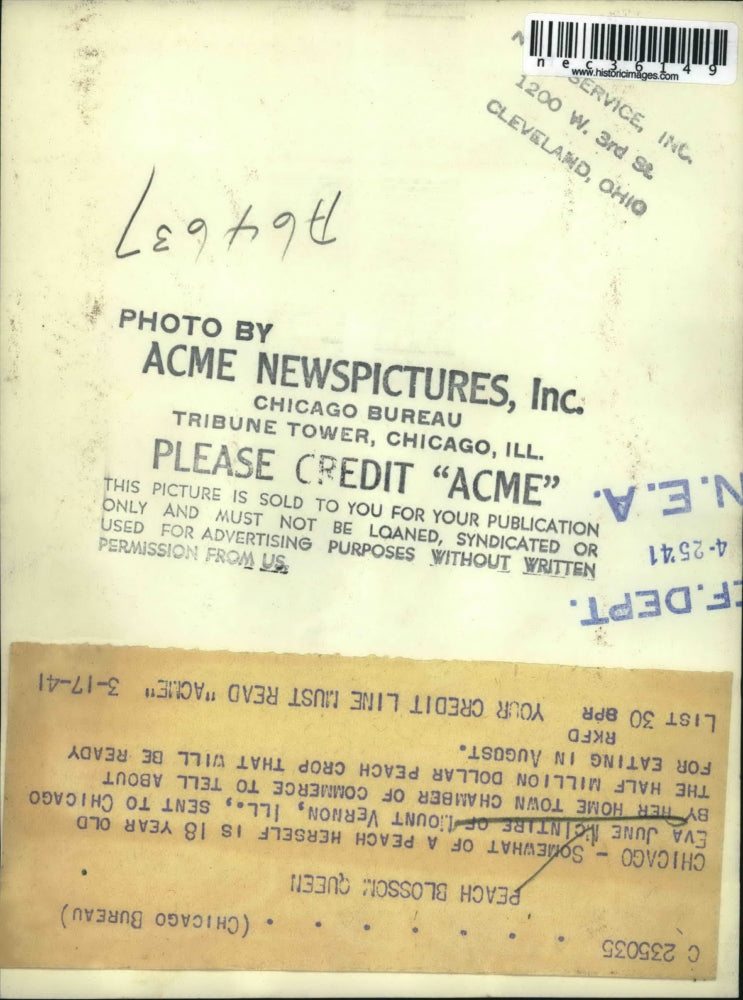 nec36149
www.historicimages.com
SERVICE, INC.
1200 W. 3rd St.
CLEVELAND, OHIO
A64637
PHOTO BY
ACME NEWSPICTURES, Inc.
CHICAGO BUREAU
TRIBUNE TOWER, CHICAGO, ILL.
PLEASE CREDIT “ACME”
THIS PICTURE IS SOLD TO YOU FOR YOUR PUBLICATION
ONLY AND MUST NOT BE LOANED, SYNDICATED OR
USED FOR ADVERTISING PURPOSES WITHOUT WRITTEN
PERMISSION FROM US.
N.E.A.
4-25'41
EF. DEPT.
C 235035 . . . . . . (CHICAGO BUREAU)
PEACH BLOSSOM QUEEN
CHICAGO - SOMEWHAT OF A PEACH HERSELF IS 18 YEAR OLD
EVA JUNE MCINTIRE OF MOUNT VERNON, ILL., SENT TO CHICAGO
BY HER HOME TOWN CHAMBER OF COMMERCE TO TELL ABOUT
THE HALF MILLION DOLLAR PEACH CROP THAT WILL BE READY
FOR EATING IN AUGUST.
RKFD
LIST 30 BPR YOUR CREDIT LINE MUST READ "ACME" 3-17-41